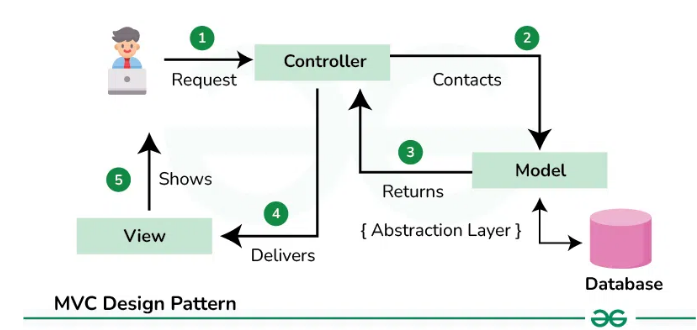 1
2
Controller
Request
Contacts
3
Model
5
Shows
Returns
4
{ Abstraction Layer }
View
Delivers
Database
MVC Design Pattern